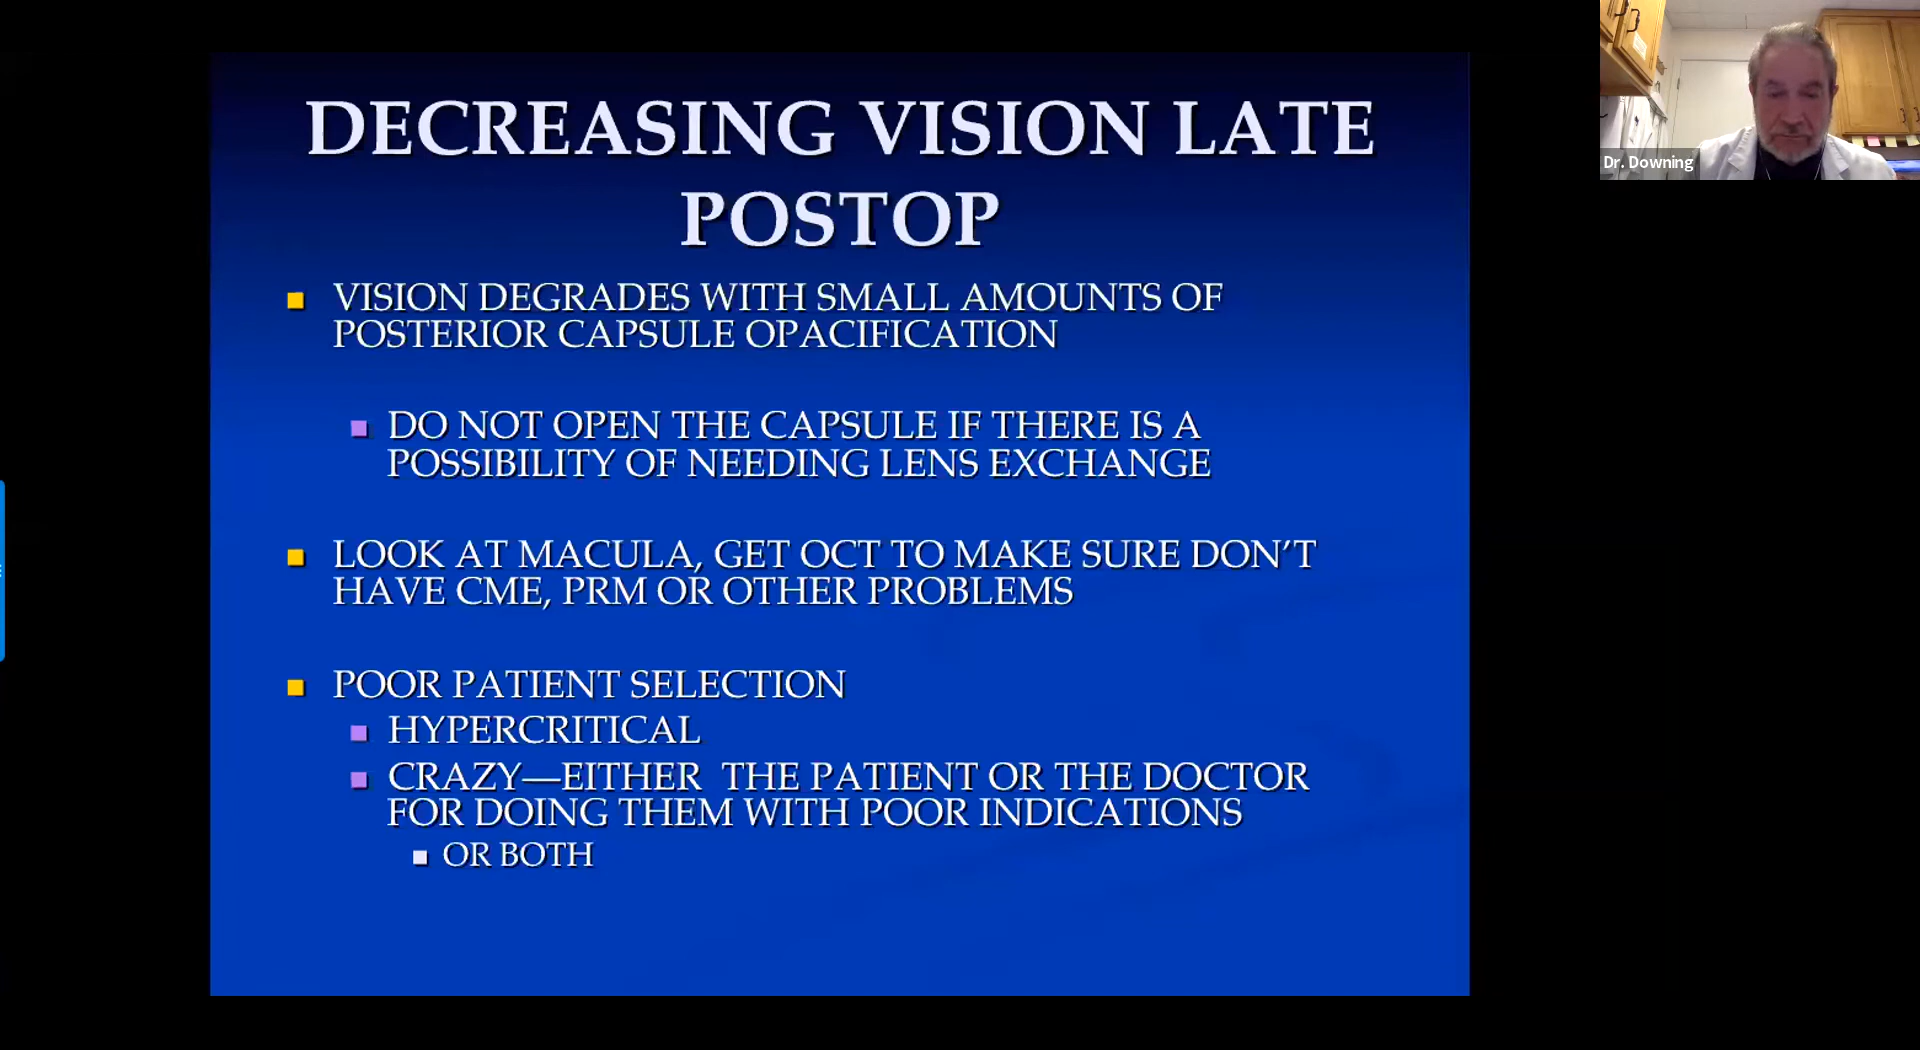 DECREASING VISION LATE
POSTOP
VISION DEGRADES WITH SMALL AMOUNTS OF
POSTERIOR CAPSULE OPACIFICATION
DO NOT OPEN THE CAPSULE IF THERE IS A
POSSIBILITY OF NEEDING LENS EXCHANGE
LOOK AT MACULA, GET OCT TO MAKE SURE DON'T
HAVE CME, PRM OR OTHER PROBLEMS
POOR PATIENT SELECTION
HYPERCRITICAL
CRAZY—EITHER THE PATIENT OR THE DOCTOR
FOR DOING THEM WITH POOR INDICATIONS
OR BOTH
Dr. Downing